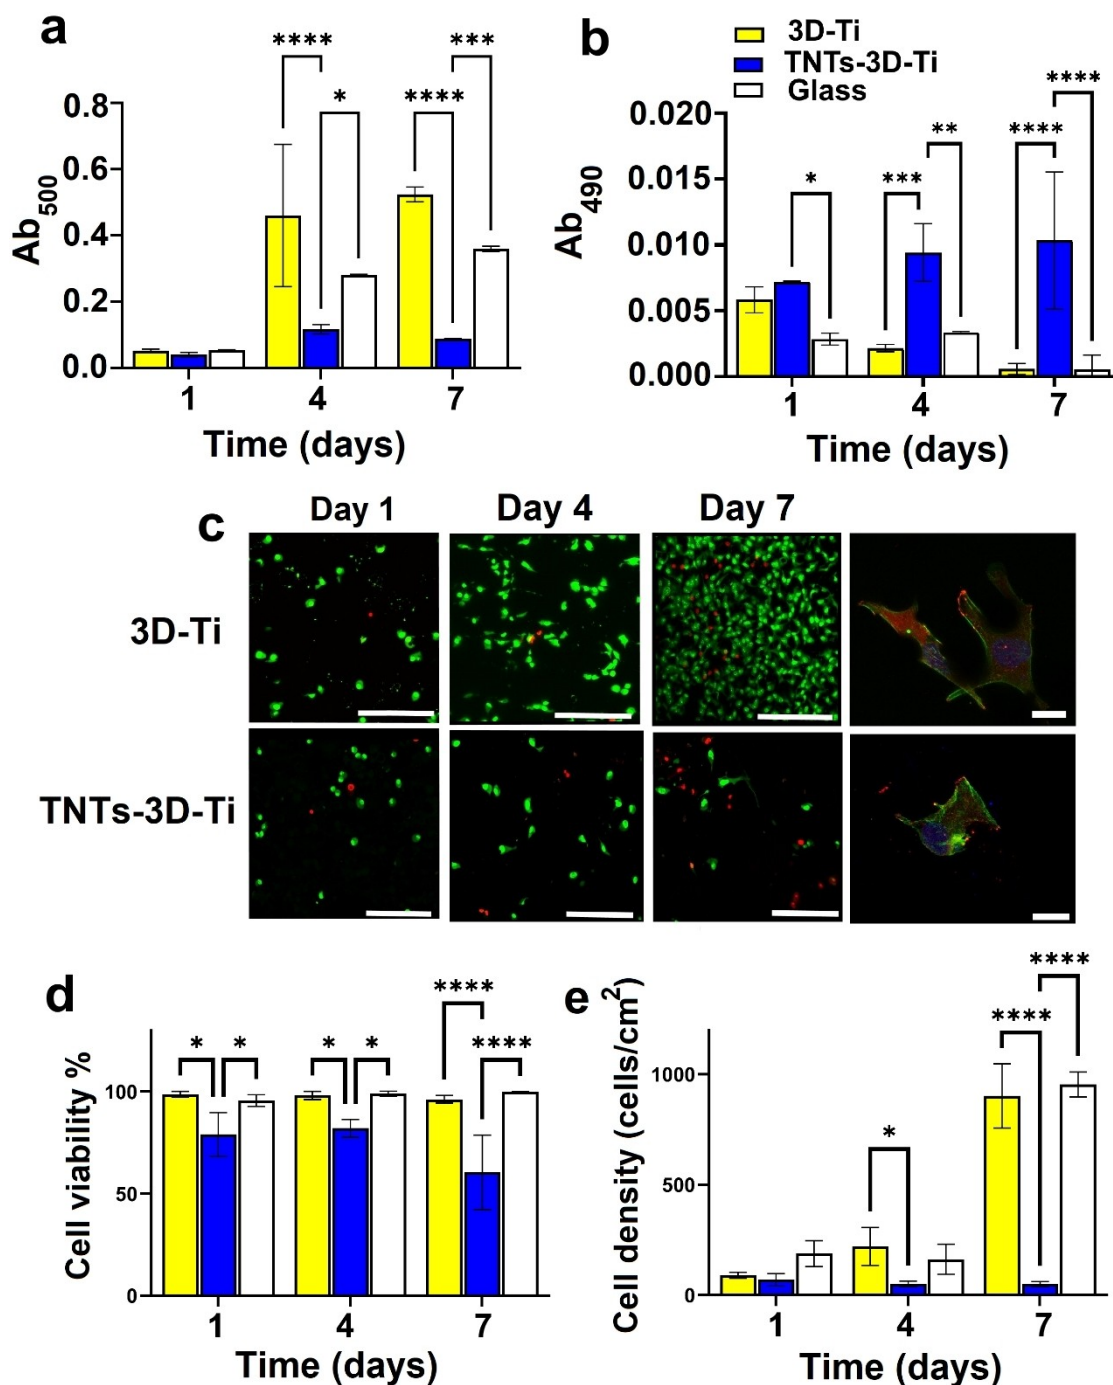 a
****
***
*
****
Ab500
0.8
0.6
0.4
0.2
0.0
1
4
7
Time (days)
b
3D-Ti
TNTs-3D-Ti
Glass
****
**
****
*
***
Ab490
0.020
0.015
0.010
0.005
0.000
1
4
7
Time (days)
c
Day 1
Day 4
Day 7
3D-Ti
TNTs-3D-Ti
d
****
*
*
*
*
****
Cell viability %
100
50
0
1
4
7
Time (days)
e
****
****
*
Cell density (cells/cm2)
1000
500
0
1
4
7
Time (days)